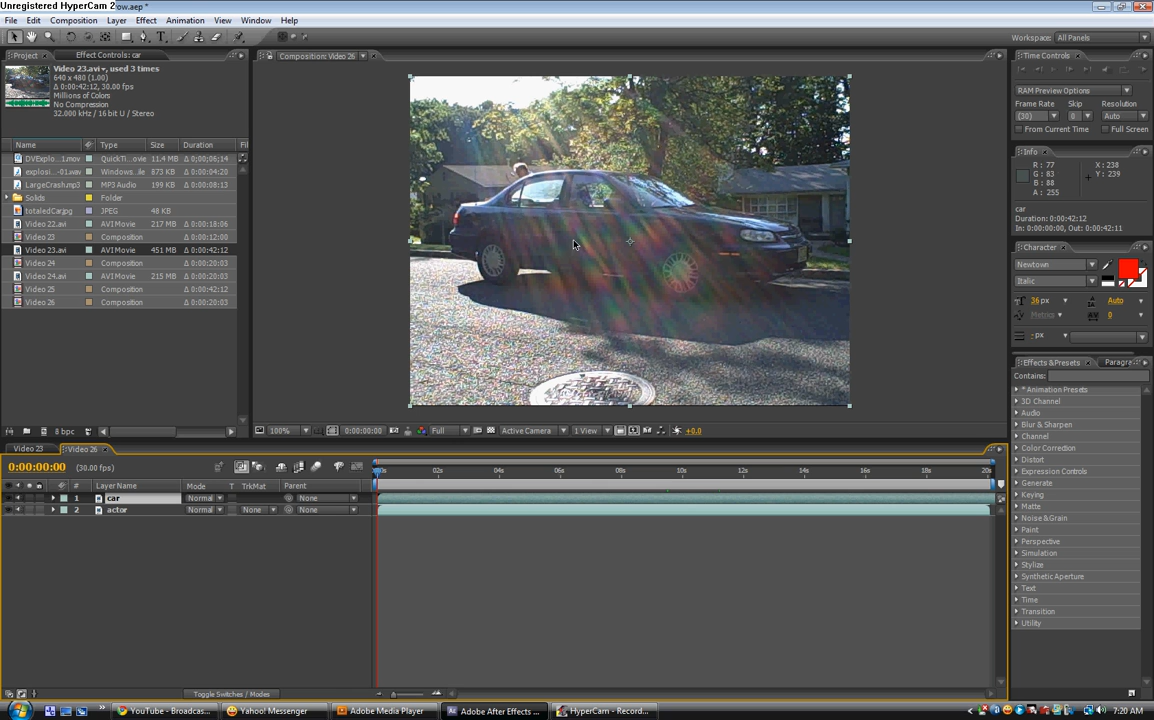 Unregistered HyperCam 2
ow.aep *
File Edit Composition Layer Effect Animation View Window Help
Workspace: All Panels
Project Effect Controls: car
Composition: Video 26
Time Controls
Video 23.avi, used 3 times
640 x 480 (1.00)
Δ 0:00:42:12, 30.00 fps
Millions of Colors
No Compression
32.000 kHz / 16 bit U / Stereo
RAM Preview Options
Frame Rate Skip Resolution
(30) 0 Auto
From Current Time Full Screen
Info
R : 77
G : 83
B : 88
A : 255
X : 238
Y : 239
car
Duration: 0:00:42:12
In: 0:00:00:00, Out: 0:00:42:11
Name Type Size Duration Fil
DVExplo...1.mov QuickTi...ovie 11.4 MB Δ 0;00;06;14
explosi...-01.wav Windows...ile 873 KB Δ 0:00:04:20
LargeCrash.mp3 MP3 Audio 199 KB Δ 0:00:08:13
Solids Folder
totaledCar.jpg JPEG 48 KB
Video 22.avi AVI Movie 217 MB Δ 0:00:18:06
Video 23 Composition Δ 0:00:12:00
Video 23.avi AVI Movie 451 MB Δ 0:00:42:12
Video 24 Composition Δ 0:00:20:03
Video 24.avi AVI Movie 215 MB Δ 0:00:20:03
Video 25 Composition Δ 0:00:42:12
Video 26 Composition Δ 0:00:20:03
Character
Newtown
Italic
36 px Auto
Metrics 0
- px
Effects & Presets Paragra
Contains:
* Animation Presets
3D Channel
Audio
Blur & Sharpen
Channel
Color Correction
Distort
Expression Controls
Generate
Keying
Matte
Noise & Grain
Paint
Perspective
Simulation
Stylize
Synthetic Aperture
Text
Time
Transition
Utility
8 bpc
100% 0:00:00:00 Full Active Camera 1 View +0.0
Video 23 Video 26
0:00:00:00 (30.00 fps)
00s 02s 04s 06s 08s 10s 12s 14s 16s 18s 20s
# Layer Name Mode T TrkMat Parent
1 car Normal None
2 actor Normal None None
Toggle Switches / Modes
YouTube - Broadcas... Yahoo! Messenger Adobe Media Player Adobe After Effects ... HyperCam - Record... 7:20 AM